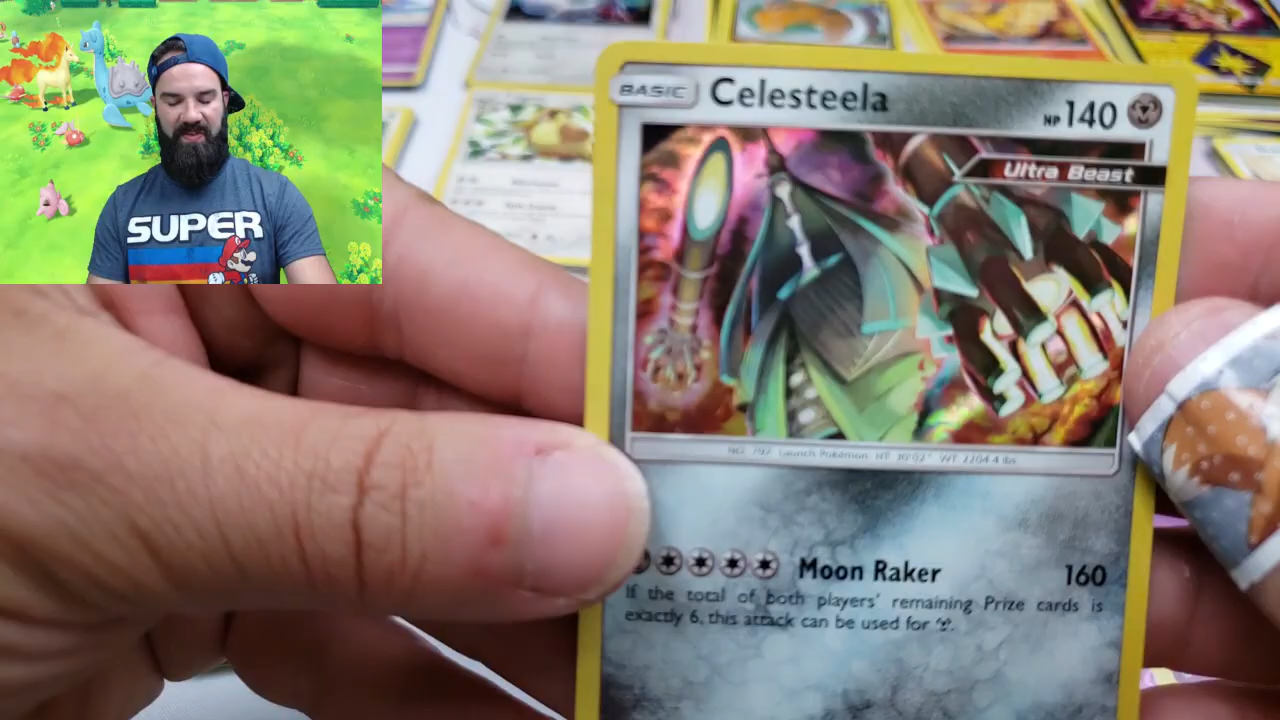 SUPER
BASIC Celesteela HP 140
Ultra Beast
NO. 797 Launch Pokémon HT: 30'02" WT: 2204.4 lbs
Moon Raker 160
If the total of both players' remaining Prize cards is
exactly 6, this attack can be used for